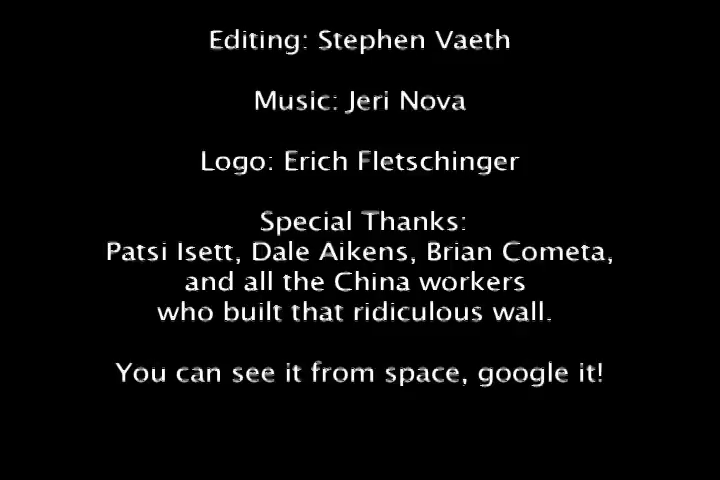 Editing: Stephen Vaeth
Music: Jeri Nova
Logo: Erich Fletschinger
Special Thanks:
Patsi Isett, Dale Aikens, Brian Cometa,
and all the China workers
who built that ridiculous wall.
You can see it from space, google it!